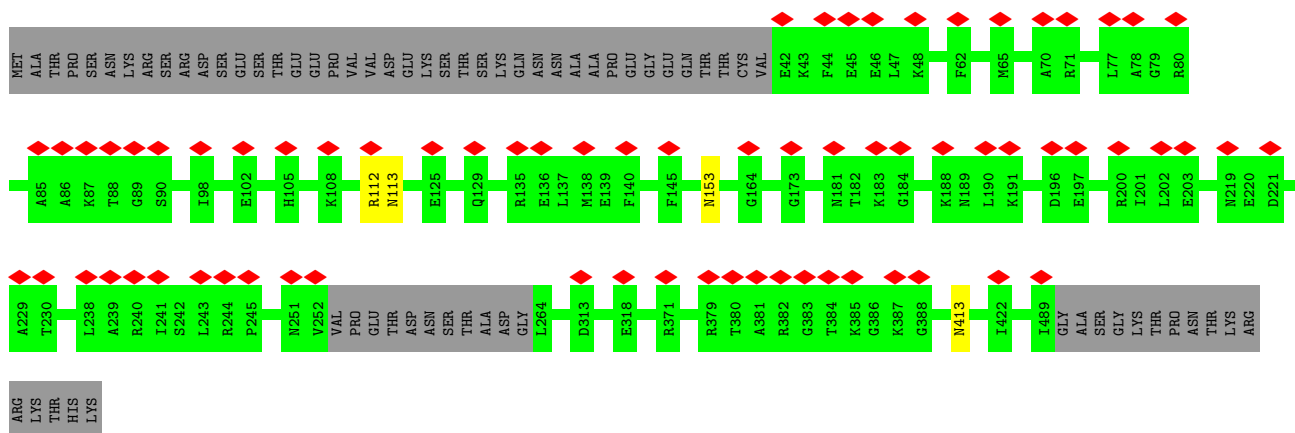 MET ALA THR PRO SER ASN LYS ARG SER ARG ASP SER GLU SER THR GLU GLU PRO VAL VAL ASP GLU LYS SER THR SER LYS GLN ASN ASN ALA ALA PRO GLU GLY GLU GLN THR THR CYS VAL E42 K43 F44 E45 E46 L47 K48 F62 M65 A70 R71 L77 A78 G79 R80
A85 A86 K87 T88 G89 S90 I98 E102 H105 K108 R112 N113 E125 Q129 R135 E136 L137 M138 E139 F140 F145 N153 G164 G173 N181 T182 K183 G184 K188 N189 L190 K191 D196 E197 R200 I201 L202 E203 N219 E220 D221
A229 T230 L238 A239 R240 I241 S242 L243 R244 P245 N251 V252 VAL PRO GLU THR ASP ASN SER THR ALA ASP GLY L264 D313 E318 R371 R379 T380 A381 R382 G383 T384 K385 G386 K387 G388 N413 I422 I489 GLY ALA SER GLY LYS THR PRO ASN THR LYS ARG
ARG LYS THR HIS LYS